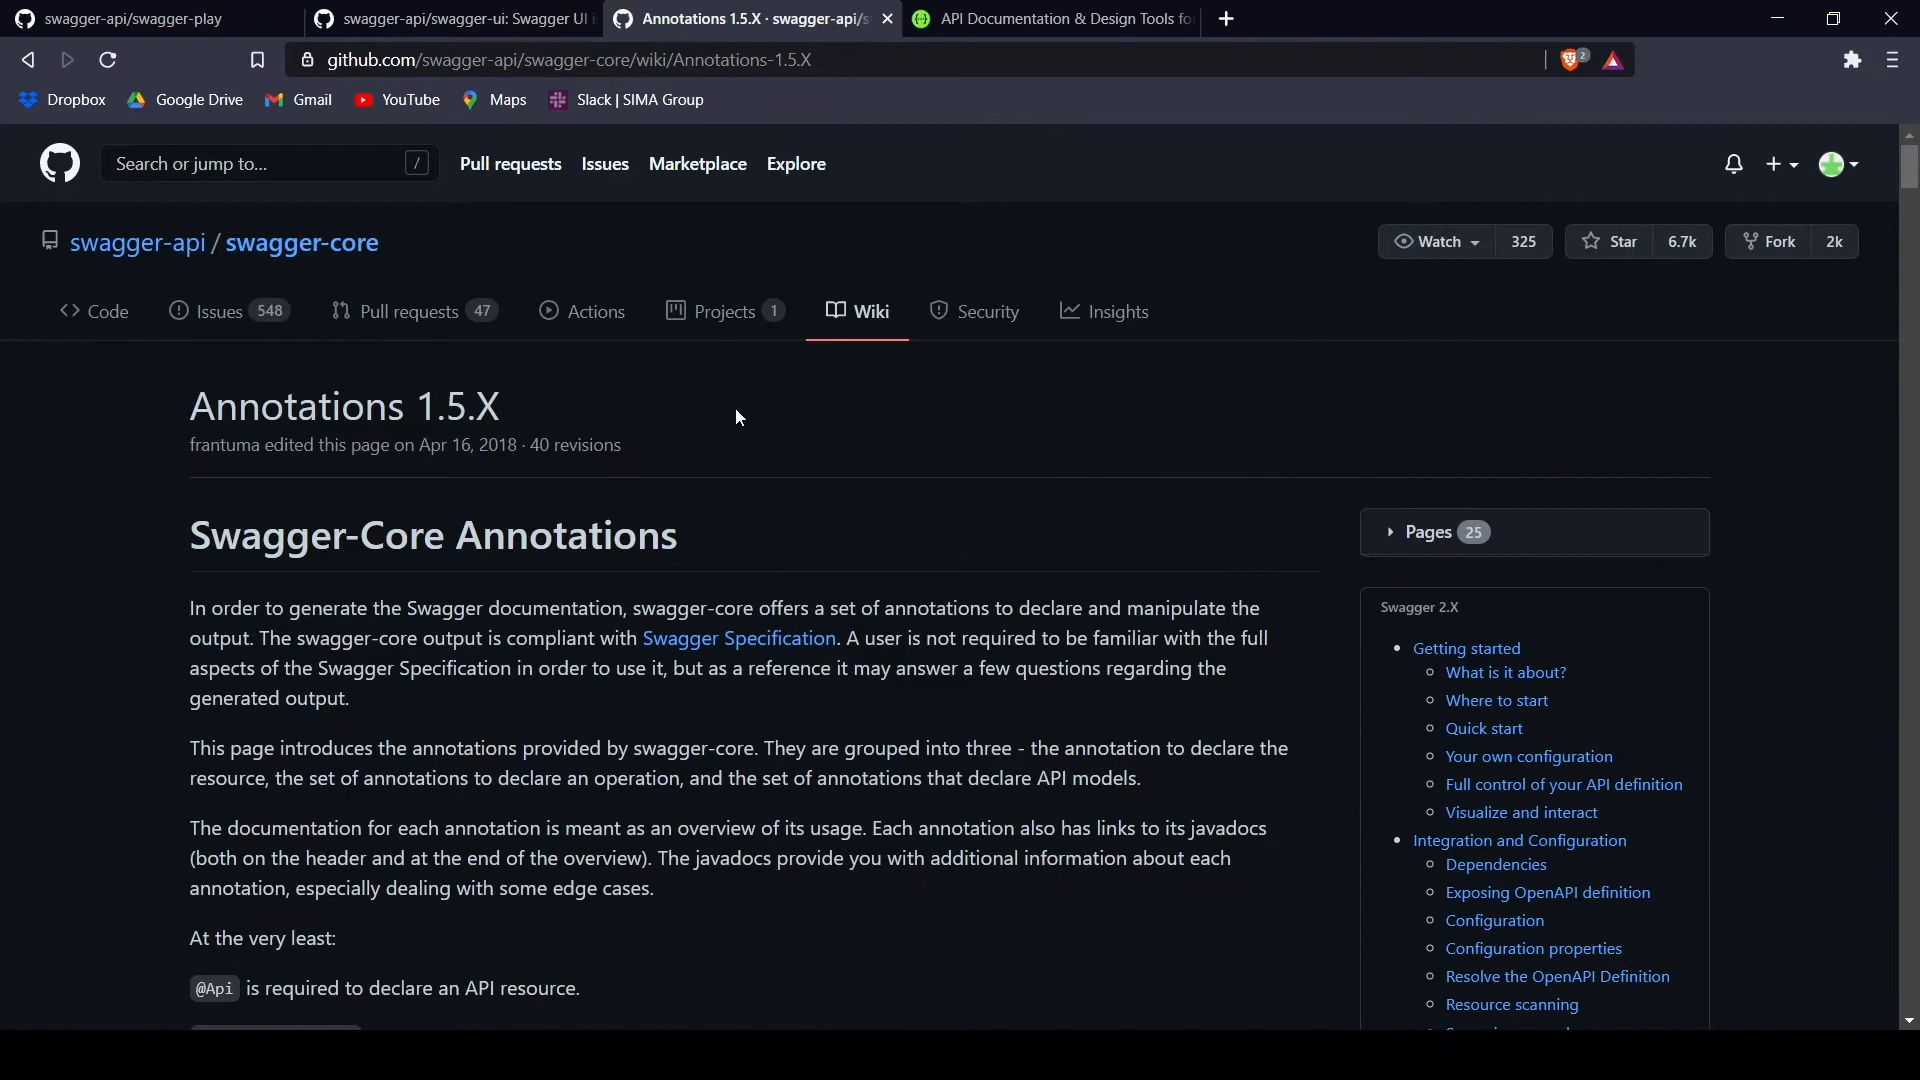 swagger-api/swagger-play
swagger-api/swagger-ui: Swagger UI i
Annotations 1.5.X · swagger-api/s
API Documentation & Design Tools fo
github.com/swagger-api/swagger-core/wiki/Annotations-1.5.X
2
Dropbox
Google Drive
Gmail
YouTube
Maps
Slack | SIMA Group
Search or jump to...
/
Pull requests
Issues
Marketplace
Explore
swagger-api / swagger-core
Watch 325
Star 6.7k
Fork 2k
Code
Issues 548
Pull requests 47
Actions
Projects 1
Wiki
Security
Insights
Annotations 1.5.X
frantuma edited this page on Apr 16, 2018 · 40 revisions
Swagger-Core Annotations
In order to generate the Swagger documentation, swagger-core offers a set of annotations to declare and manipulate the
output. The swagger-core output is compliant with Swagger Specification. A user is not required to be familiar with the full
aspects of the Swagger Specification in order to use it, but as a reference it may answer a few questions regarding the
generated output.
This page introduces the annotations provided by swagger-core. They are grouped into three - the annotation to declare the
resource, the set of annotations to declare an operation, and the set of annotations that declare API models.
The documentation for each annotation is meant as an overview of its usage. Each annotation also has links to its javadocs
(both on the header and at the end of the overview). The javadocs provide you with additional information about each
annotation, especially dealing with some edge cases.
At the very least:
@Api is required to declare an API resource.
Pages 25
Swagger 2.X
Getting started
What is it about?
Where to start
Quick start
Your own configuration
Full control of your API definition
Visualize and interact
Integration and Configuration
Dependencies
Exposing OpenAPI definition
Configuration
Configuration properties
Resolve the OpenAPI Definition
Resource scanning